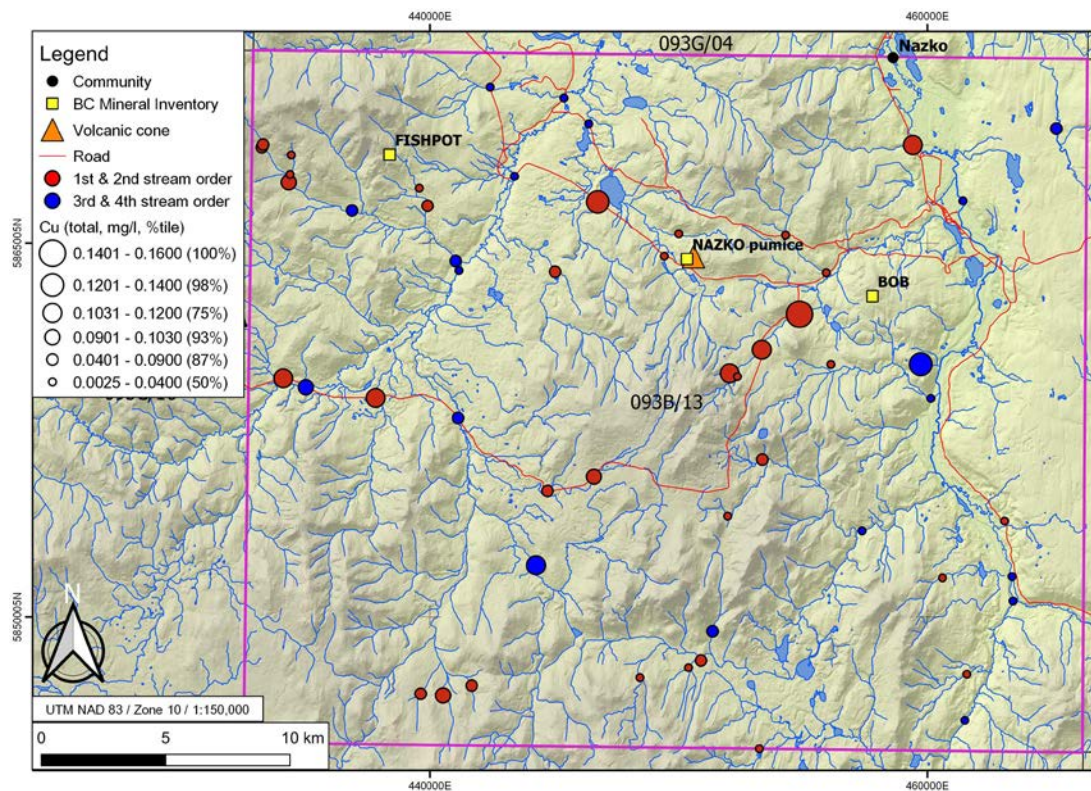 440000E
460000E
093G/04
Nazko
Legend
Community
BC Mineral Inventory
Volcanic cone
Road
1st & 2nd stream order
3rd & 4th stream order
Cu (total, mg/l, %tile)
0.1401 - 0.1600 (100%)
0.1201 - 0.1400 (98%)
0.1031 - 0.1200 (75%)
0.0901 - 0.1030 (93%)
0.0401 - 0.0900 (87%)
0.0025 - 0.0400 (50%)
FISHPOT
5865005N
NAZKO pumice
BOB
093B/13
5850005N
N
UTM NAD 83 / Zone 10 / 1:150,000
0 5 10 km
440000E
460000E